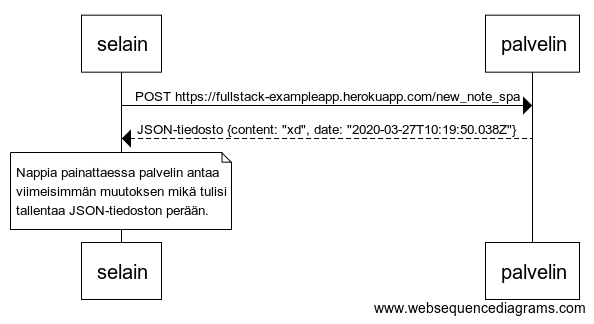 selain
palvelin
POST https://fullstack-exampleapp.herokuapp.com/new_note_spa
JSON-tiedosto {content: "xd", date: "2020-03-27T10:19:50.038Z"}
Nappia painattaessa palvelin antaa
viimeisimmän muutoksen mikä tulisi
tallentaa JSON-tiedoston perään.
selain
palvelin
www.websequencediagrams.com